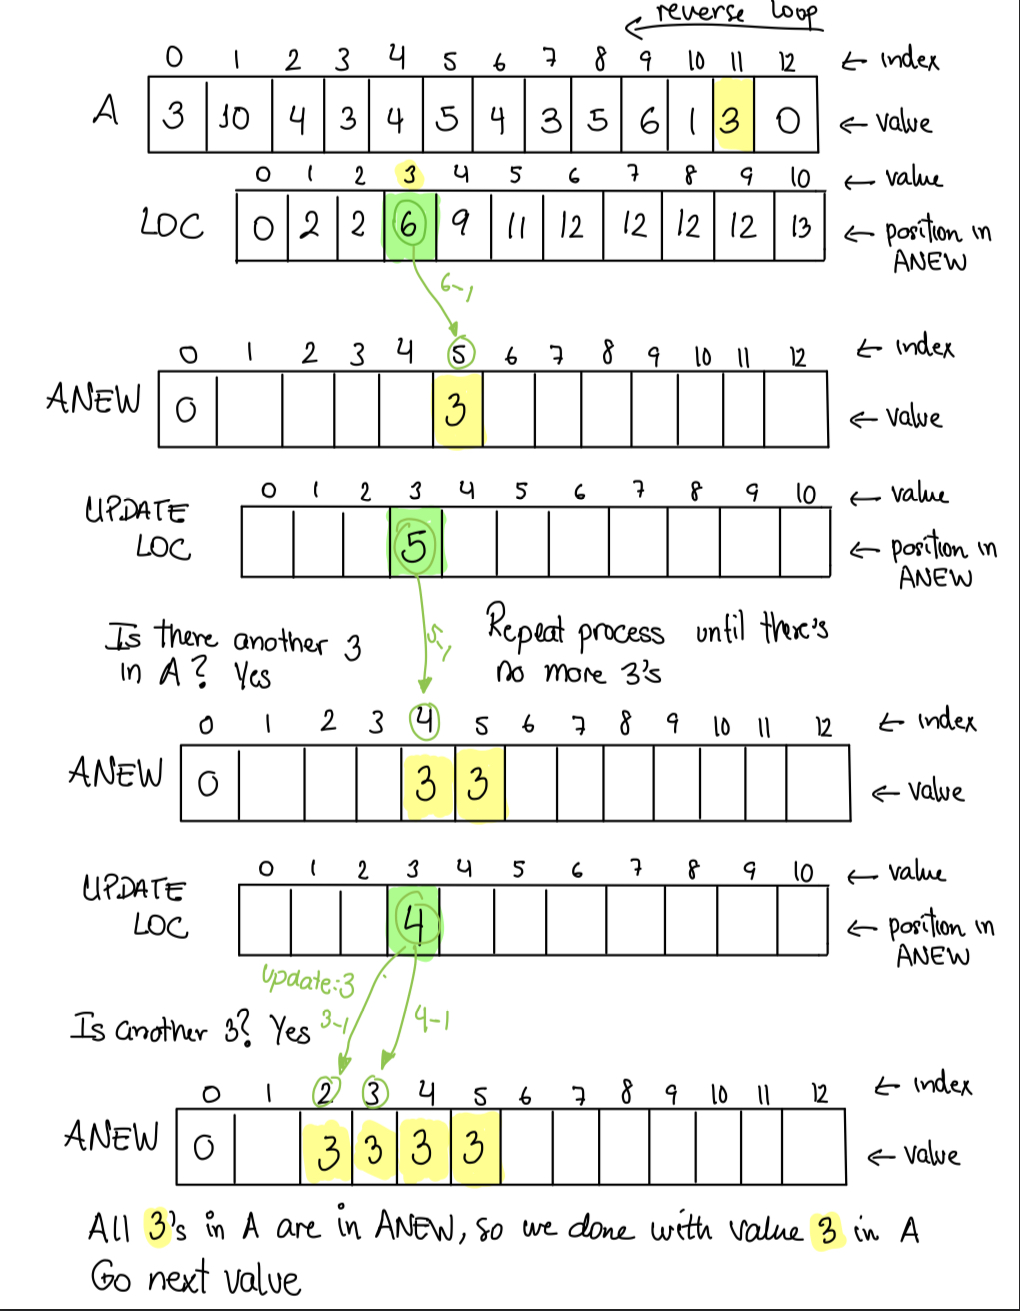 ← reverse loop
0 1 2 3 4 5 6 7 8 9 10 11 12 ← index
A 3 10 4 3 4 5 4 3 5 6 1 3 0 ← value
0 1 2 3 4 5 6 7 8 9 10 ← value
LOC 0 2 2 6 9 11 12 12 12 12 13 ← position in
ANEW
6-1
0 1 2 3 4 5 6 7 8 9 10 11 12 ← index
ANEW 0 3 ← value
0 1 2 3 4 5 6 7 8 9 10 ← value
UPDATE
LOC 5 ← position in
ANEW
Is there another 3
in A? Yes
5-1
Repeat process until there's
no more 3's
0 1 2 3 4 5 6 7 8 9 10 11 12 ← index
ANEW 0 3 3 ← value
0 1 2 3 4 5 6 7 8 9 10 ← value
UPDATE
LOC 4 ← position in
ANEW
update:3
Is another 3? Yes 3-1 4-1
0 1 2 3 4 5 6 7 8 9 10 11 12 ← index
ANEW 0 3 3 3 3 ← value
All 3's in A are in ANEW, so we done with value 3 in A
Go next value